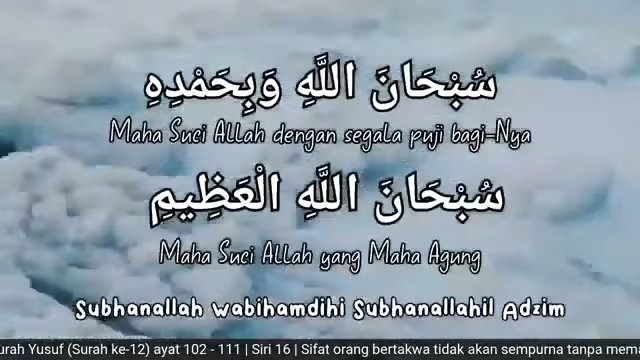 سُبْحَانَ اللَّهِ وَبِحَمْدِهِ
Maha Suci Allah dengan segala puji bagi-Nya
سُبْحَانَ اللَّهِ الْعَظِيمِ
Maha Suci Allah yang Maha Agung
Subhanallah wabihamdihi Subhanallahil Adzim
urah Yusuf (Surah ke-12) ayat 102 - 111 | Siri 16 | Sifat orang bertakwa tidak akan sempurna tanpa mem